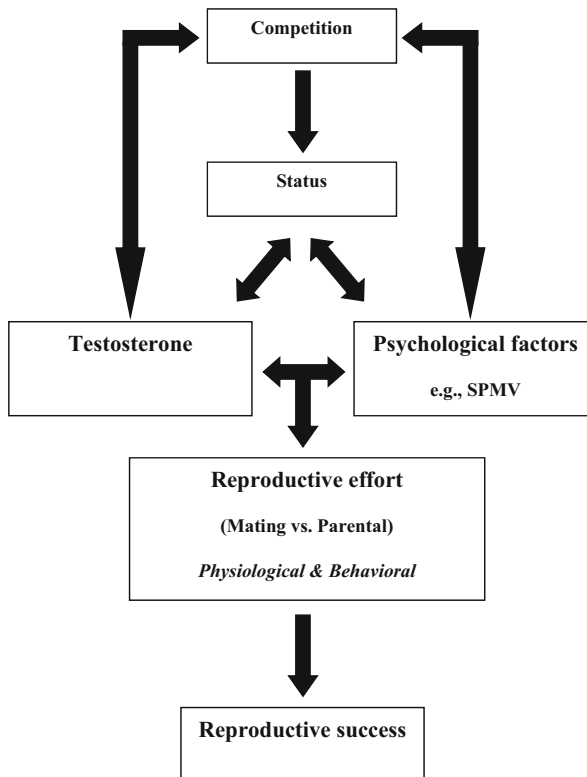 Competition
Status
Testosterone
Psychological factors
e.g., SPMV
Reproductive effort
(Mating vs. Parental)
Physiological & Behavioral
Reproductive success